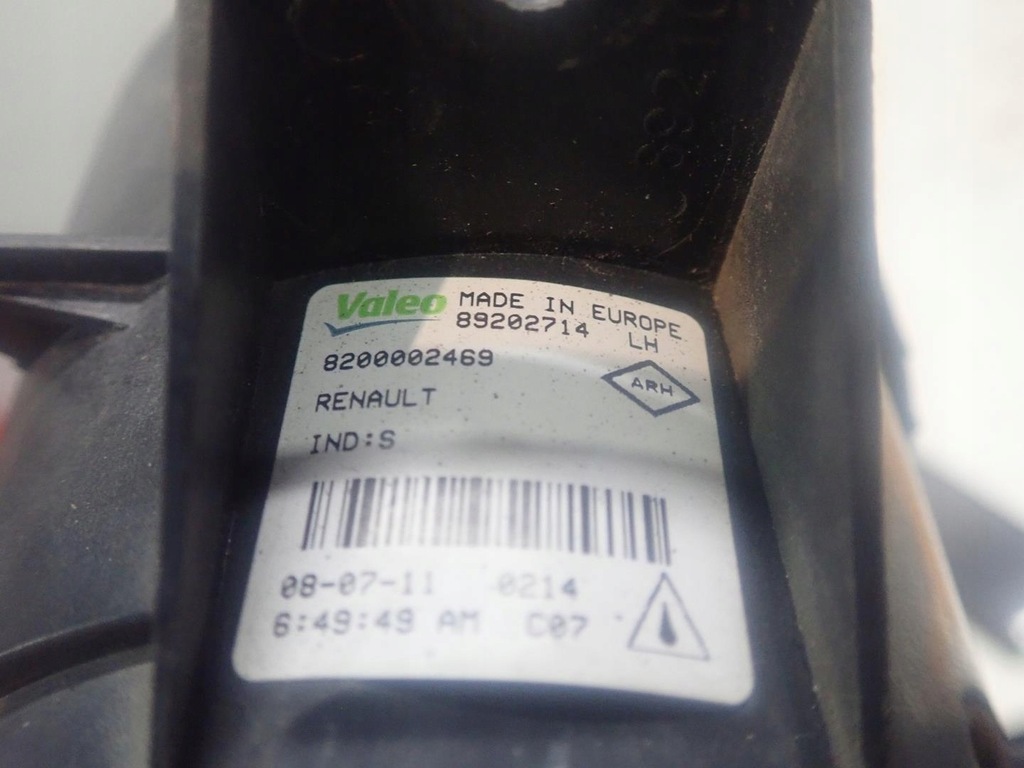 Valeo MADE IN EUROPE
89202714 LH
8200002469
ARH
RENAULT
IND:S
08-07-11 0214
6:49:49 AM C07